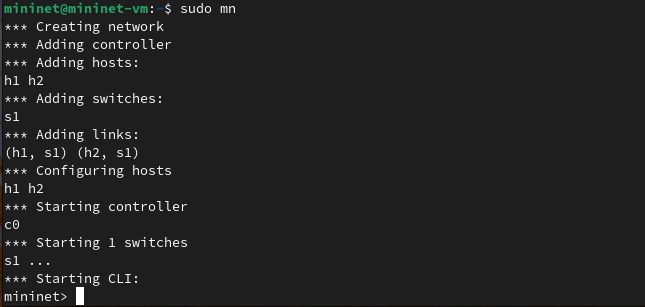 mininet@mininet-vm:~$ sudo mn
*** Creating network
*** Adding controller
*** Adding hosts:
h1 h2
*** Adding switches:
s1
*** Adding links:
(h1, s1) (h2, s1)
*** Configuring hosts
h1 h2
*** Starting controller
c0
*** Starting 1 switches
s1 ...
*** Starting CLI:
mininet>